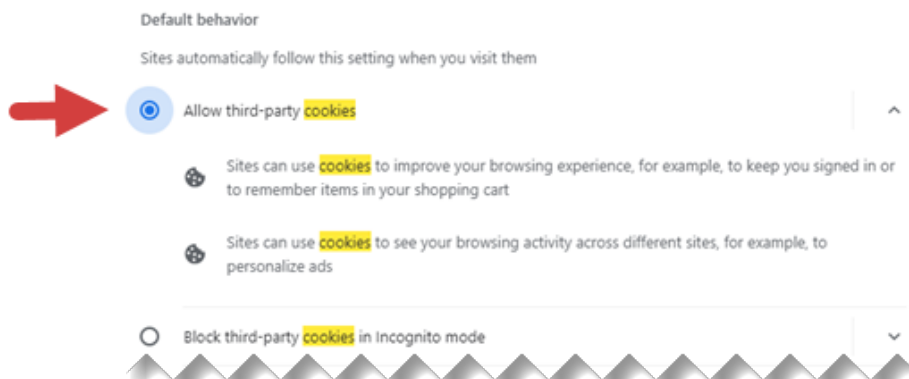 Default behavior
Sites automatically follow this setting when you visit them
Allow third-party cookies
Sites can use cookies to improve your browsing experience, for example, to keep you signed in or
to remember items in your shopping cart
Sites can use cookies to see your browsing activity across different sites, for example, to
personalize ads
Block third-party cookies in Incognito mode